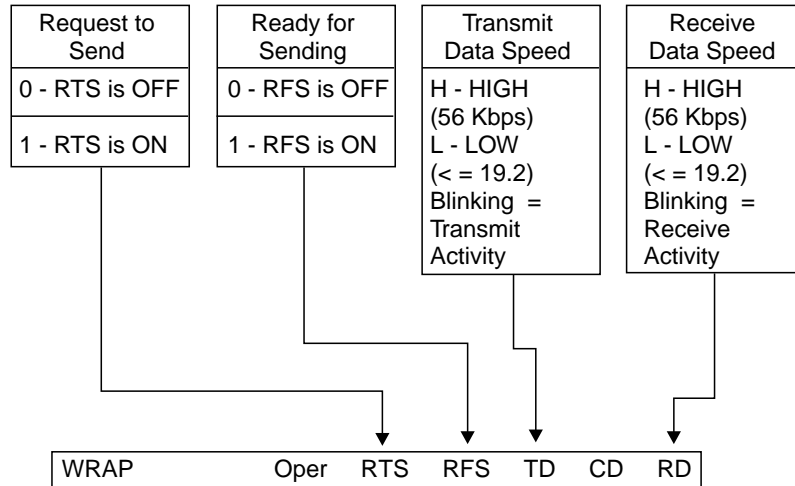 Request to
Send
0 - RTS is OFF
1 - RTS is ON
Ready for
Sending
0 - RFS is OFF
1 - RFS is ON
Transmit
Data Speed
H - HIGH
(56 Kbps)
L - LOW
(< = 19.2)
Blinking =
Transmit
Activity
Receive
Data Speed
H - HIGH
(56 Kbps)
L - LOW
(< = 19.2)
Blinking =
Receive
Activity
WRAP Oper RTS RFS TD CD RD